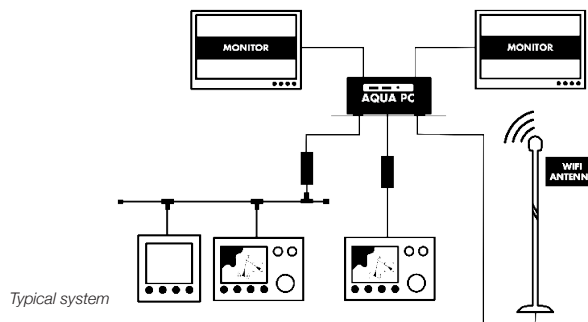 MONITOR
MONITOR
AQUA PC
WIFI
ANTENN
Typical system